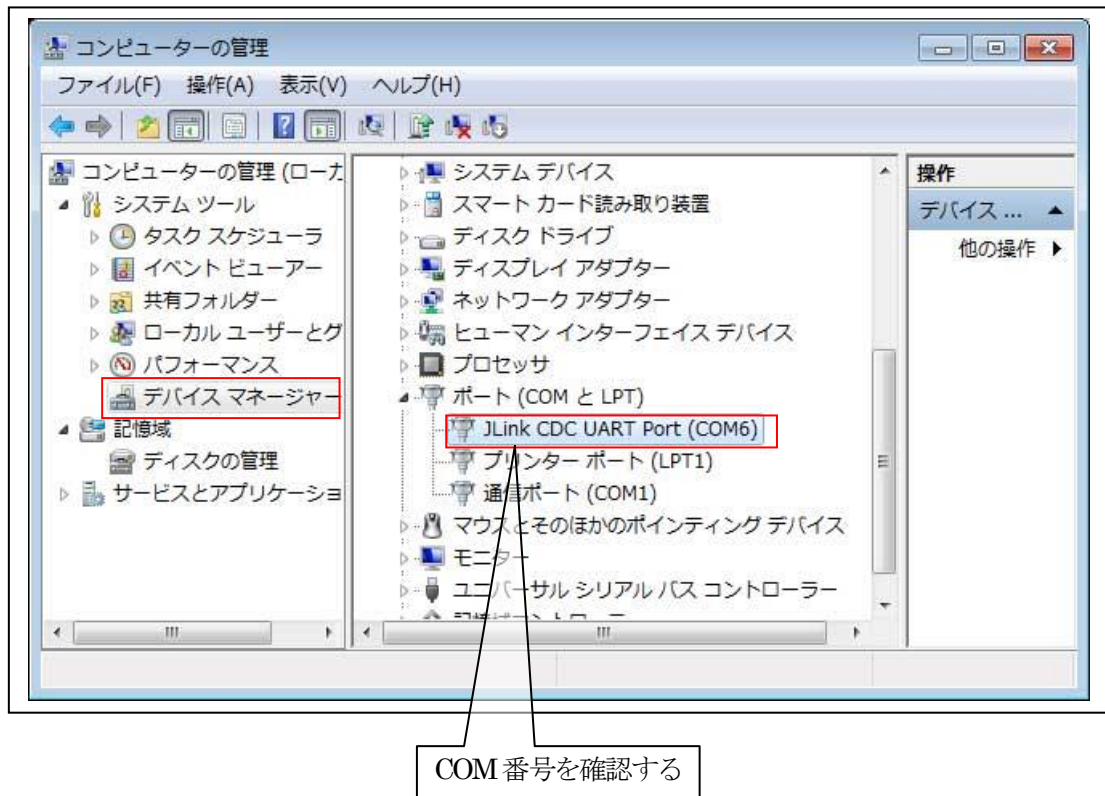 コンピューターの管理
ファイル(F) 操作(A) 表示(V) ヘルプ(H)
コンピューターの管理 (ローカ
システム ツール
タスク スケジューラ
イベント ビューアー
共有フォルダー
ローカル ユーザーとグ
パフォーマンス
デバイス マネージャー
記憶域
ディスクの管理
サービスとアプリケーショ
システム デバイス
スマート カード読み取り装置
ディスク ドライブ
ディスプレイ アダプター
ネットワーク アダプター
ヒューマン インターフェイス デバイス
プロセッサ
ポート (COM と LPT)
JLink CDC UART Port (COM6)
プリンター ポート (LPT1)
通信ポート (COM1)
マウスとそのほかのポインティング デバイス
モニター
ユニバーサル シリアル バス コントローラー
操作
デバイス ...
他の操作
COM 番号を確認する